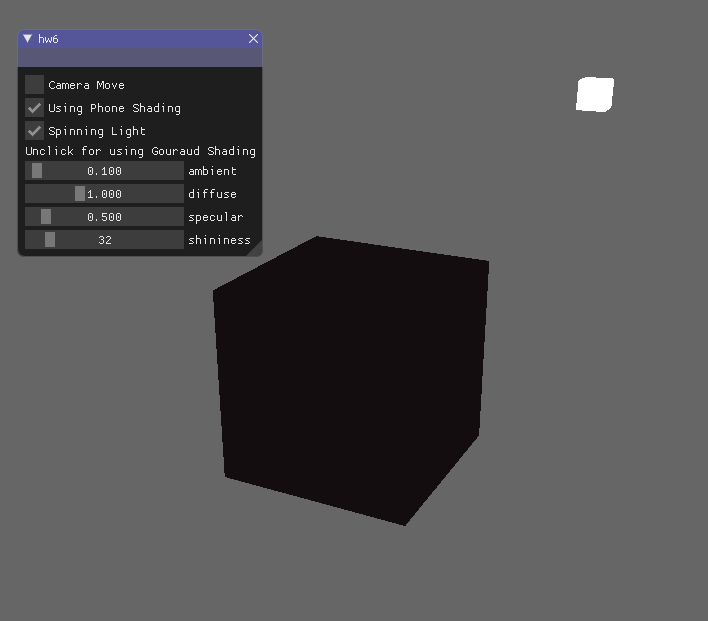 hw6
Camera Move
Using Phone Shading
Spinning Light
Unclick for using Gouraud Shading
0.100 ambient
1.000 diffuse
0.500 specular
32 shininess